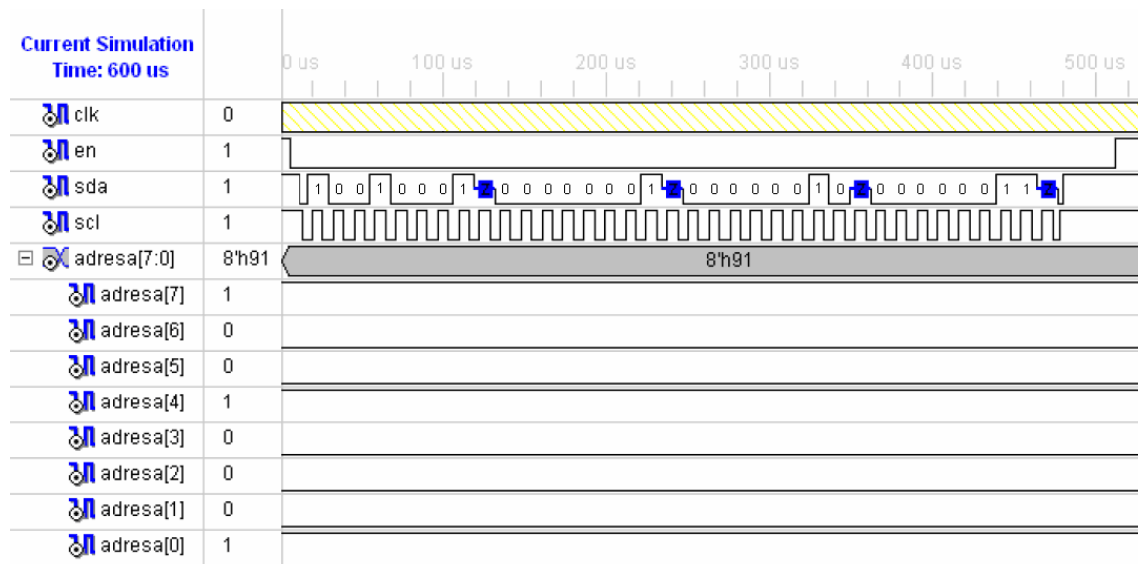 Current Simulation
Time: 600 us
0 us 100 us 200 us 300 us 400 us 500 us
clk 0
en 1
sda 1 1 0 0 1 0 0 0 1 Z 0 0 0 0 0 0 0 1 Z 0 0 0 0 0 0 1 0 Z 0 0 0 0 0 0 1 1 Z
scl 1
adresa[7:0] 8'h91 8'h91
adresa[7] 1
adresa[6] 0
adresa[5] 0
adresa[4] 1
adresa[3] 0
adresa[2] 0
adresa[1] 0
adresa[0] 1